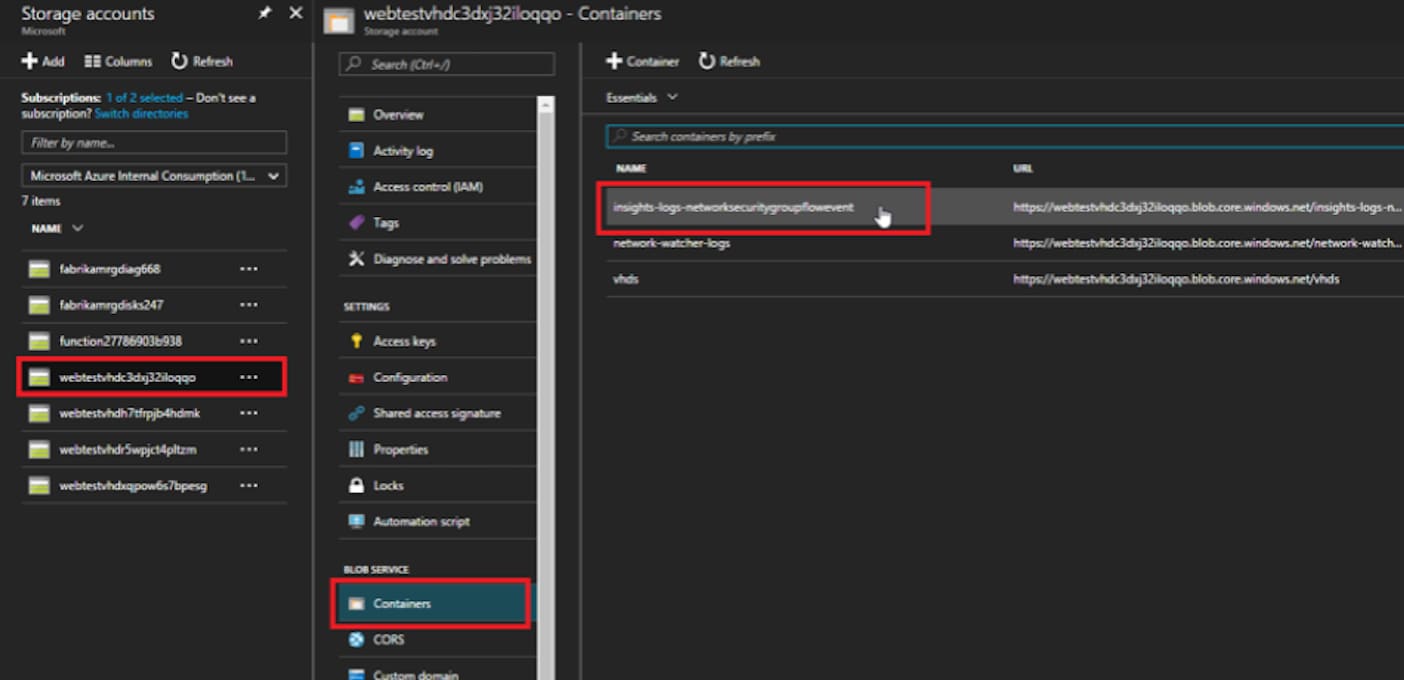 Storage accounts
Microsoft
Add Columns Refresh
Subscriptions: 1 of 2 selected – Don't see a
subscription? Switch directories
Filter by name...
Microsoft Azure Internal Consumption (1...
7 items
NAME
fabrikamrgdiag668
fabrikamrgdisks247
function27786903b938
webtestvhdc3dxj32iloqqo
webtestvhdh7tfrpjb4hdmk
webtestvhdr5wpjct4pltzm
webtestvhdxqpow6s7bpesg
webtestvhdc3dxj32iloqqo - Containers
Storage account
Search (Ctrl+/)
Overview
Activity log
Access control (IAM)
Tags
Diagnose and solve problems
SETTINGS
Access keys
Configuration
Shared access signature
Properties
Locks
Automation script
BLOB SERVICE
Containers
CORS
Custom domain
Container Refresh
Essentials
Search containers by prefix
NAME URL
insights-logs-networksecuritygroupflowevent https://webtestvhdc3dxj32iloqqo.blob.core.windows.net/insights-logs-n...
network-watcher-logs https://webtestvhdc3dxj32iloqqo.blob.core.windows.net/network-watch...
vhds https://webtestvhdc3dxj32iloqqo.blob.core.windows.net/vhds